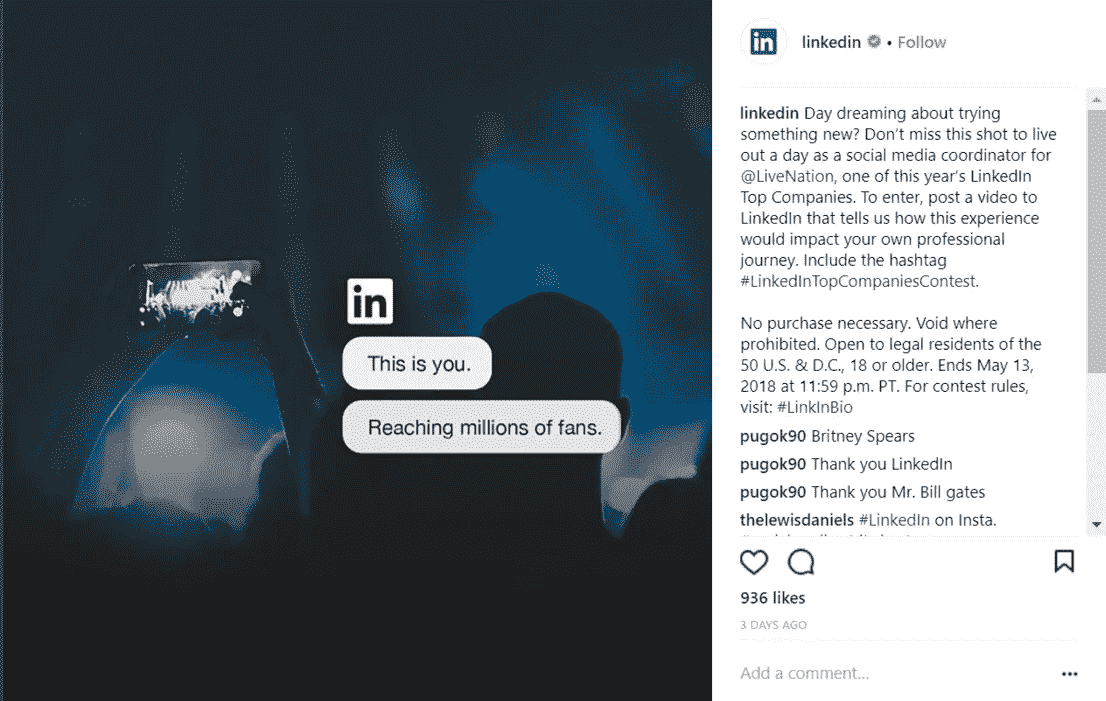 in
This is you.
Reaching millions of fans.
in
linkedin • Follow
linkedin Day dreaming about trying
something new? Don't miss this shot to live
out a day as a social media coordinator for
@LiveNation, one of this year's LinkedIn
Top Companies. To enter, post a video to
LinkedIn that tells us how this experience
would impact your own professional
journey. Include the hashtag
#LinkedInTopCompaniesContest.
No purchase necessary. Void where
prohibited. Open to legal residents of the
50 U.S. & D.C., 18 or older. Ends May 13,
2018 at 11:59 p.m. PT. For contest rules,
visit: #LinkInBio
pugok90 Britney Spears
pugok90 Thank you LinkedIn
pugok90 Thank you Mr. Bill gates
thelewisdaniels #LinkedIn on Insta.
936 likes
3 DAYS AGO
Add a comment...